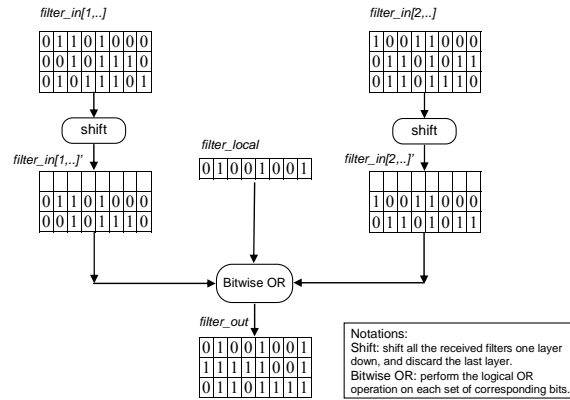 filter_in[1,..]
filter_in[2,..]
0 1 1 0 1 0 0 0
0 0 1 0 1 1 1 0
0 1 0 1 1 1 0 1
1 0 0 1 1 0 0 0
0 1 1 0 1 0 1 1
0 1 1 0 1 1 1 0
shift
shift
filter_local
filter_in[1,..]'
filter_in[2,..]'
0 1 0 0 1 0 0 1
0 1 1 0 1 0 0 0
0 0 1 0 1 1 1 0
1 0 0 1 1 0 0 0
0 1 1 0 1 0 1 1
Bitwise OR
filter_out
0 1 0 0 1 0 0 1
1 1 1 1 1 0 0 1
0 1 1 0 1 1 1 1
Notations:
Shift: shift all the received filters one layer
down, and discard the last layer.
Bitwise OR: perform the logical OR
operation on each set of corresponding bits.